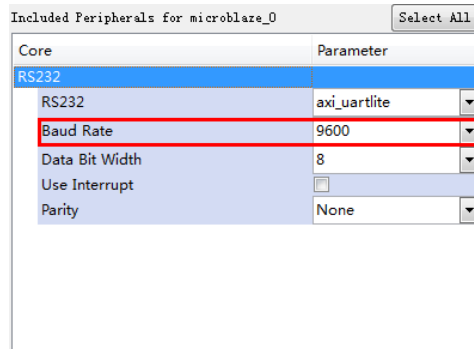 Included Peripherals for microblaze_0 Select All
Core Parameter
RS232
RS232 axi_uartlite
Baud Rate 9600
Data Bit Width 8
Use Interrupt
Parity None